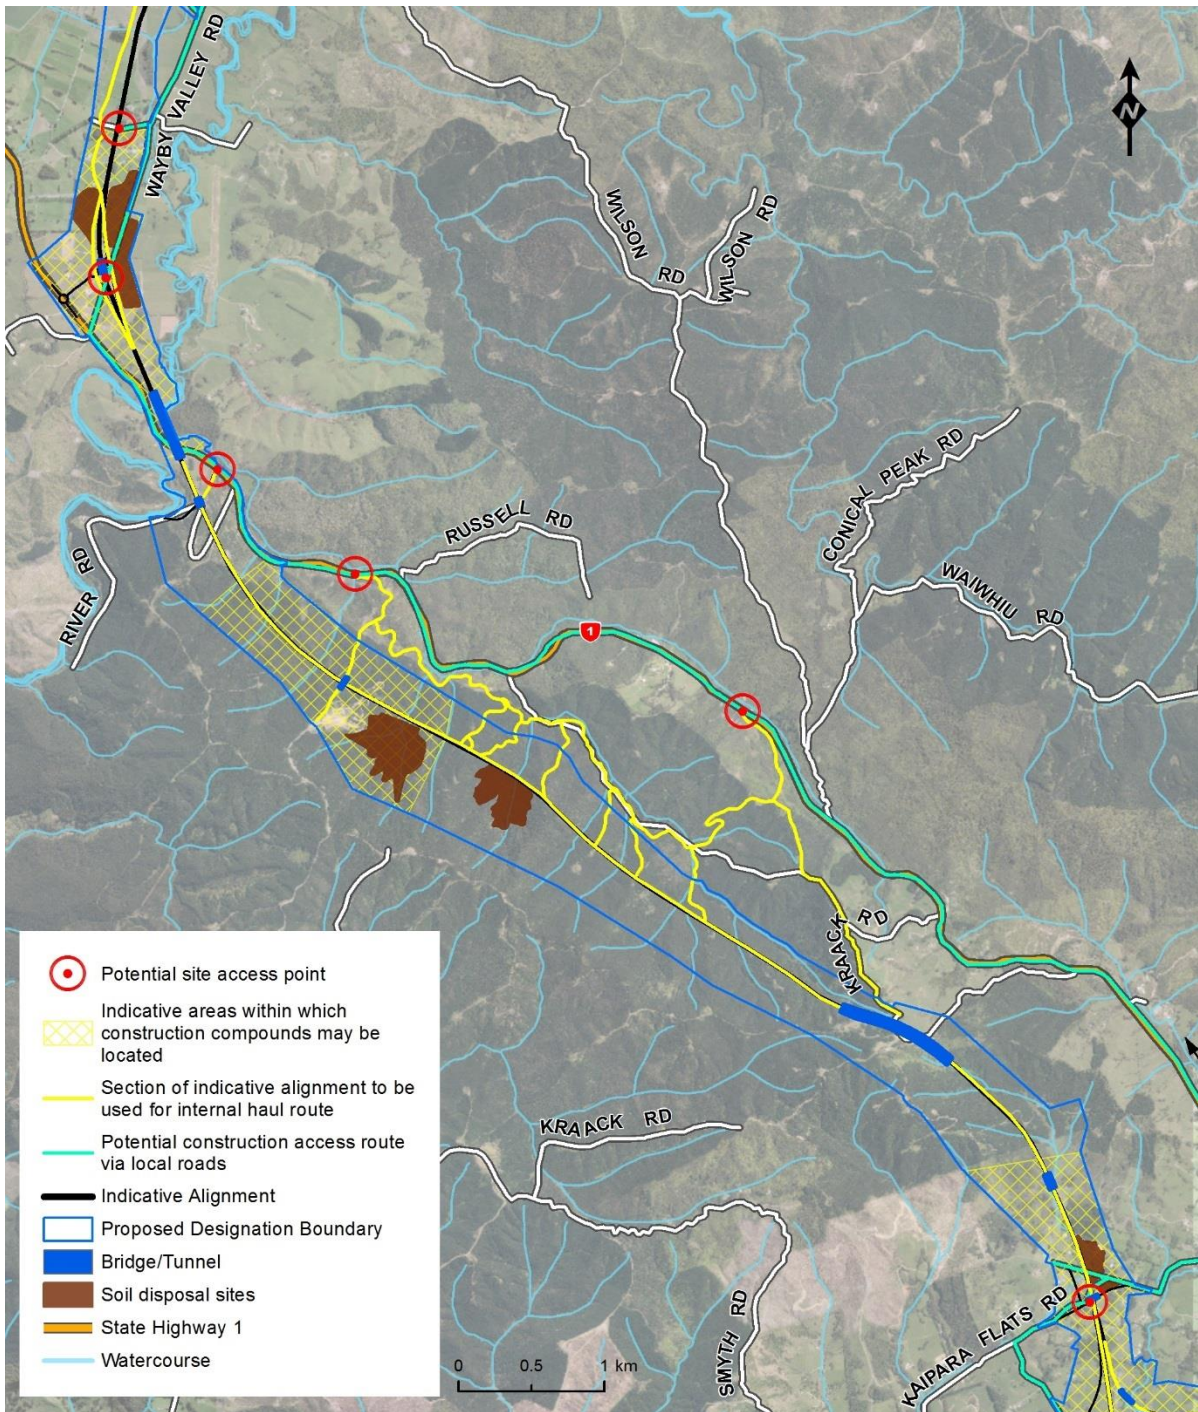 WAYBY VALLEY RD
N
WILSON RD
WILSON RD
CONICAL PEAK RD
RUSSELL RD
WAIWHIU RD
RIVER RD
1
KRAACK RD
Potential site access point
Indicative areas within which
construction compounds may be
located
Section of indicative alignment to be
used for internal haul route
Potential construction access route
via local roads
Indicative Alignment
Proposed Designation Boundary
Bridge/Tunnel
Soil disposal sites
State Highway 1
Watercourse
KRAACK RD
SMYTH RD
KAIPARA FLATS RD
0 0.5 1 km